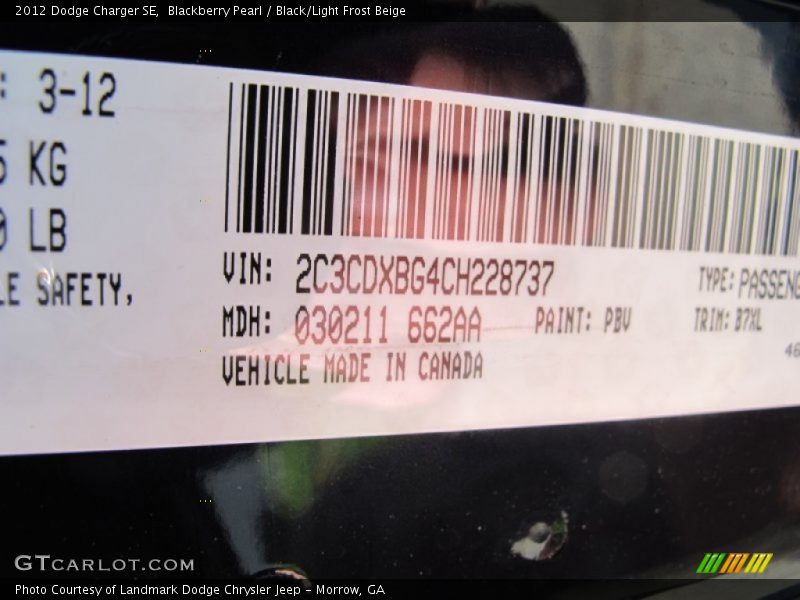 2012 Dodge Charger SE,  Blackberry Pearl / Black/Light Frost Beige
: 3-12
5 KG
0 LB
LE SAFETY,
VIN: 2C3CDXBG4CH228737
TYPE: PASSENG
MDH: 030211 662AA
PAINT: PBV
TRIM: B7XL
VEHICLE MADE IN CANADA
46
GTCARLOT.COM
Photo Courtesy of Landmark Dodge Chrysler Jeep - Morrow, GA